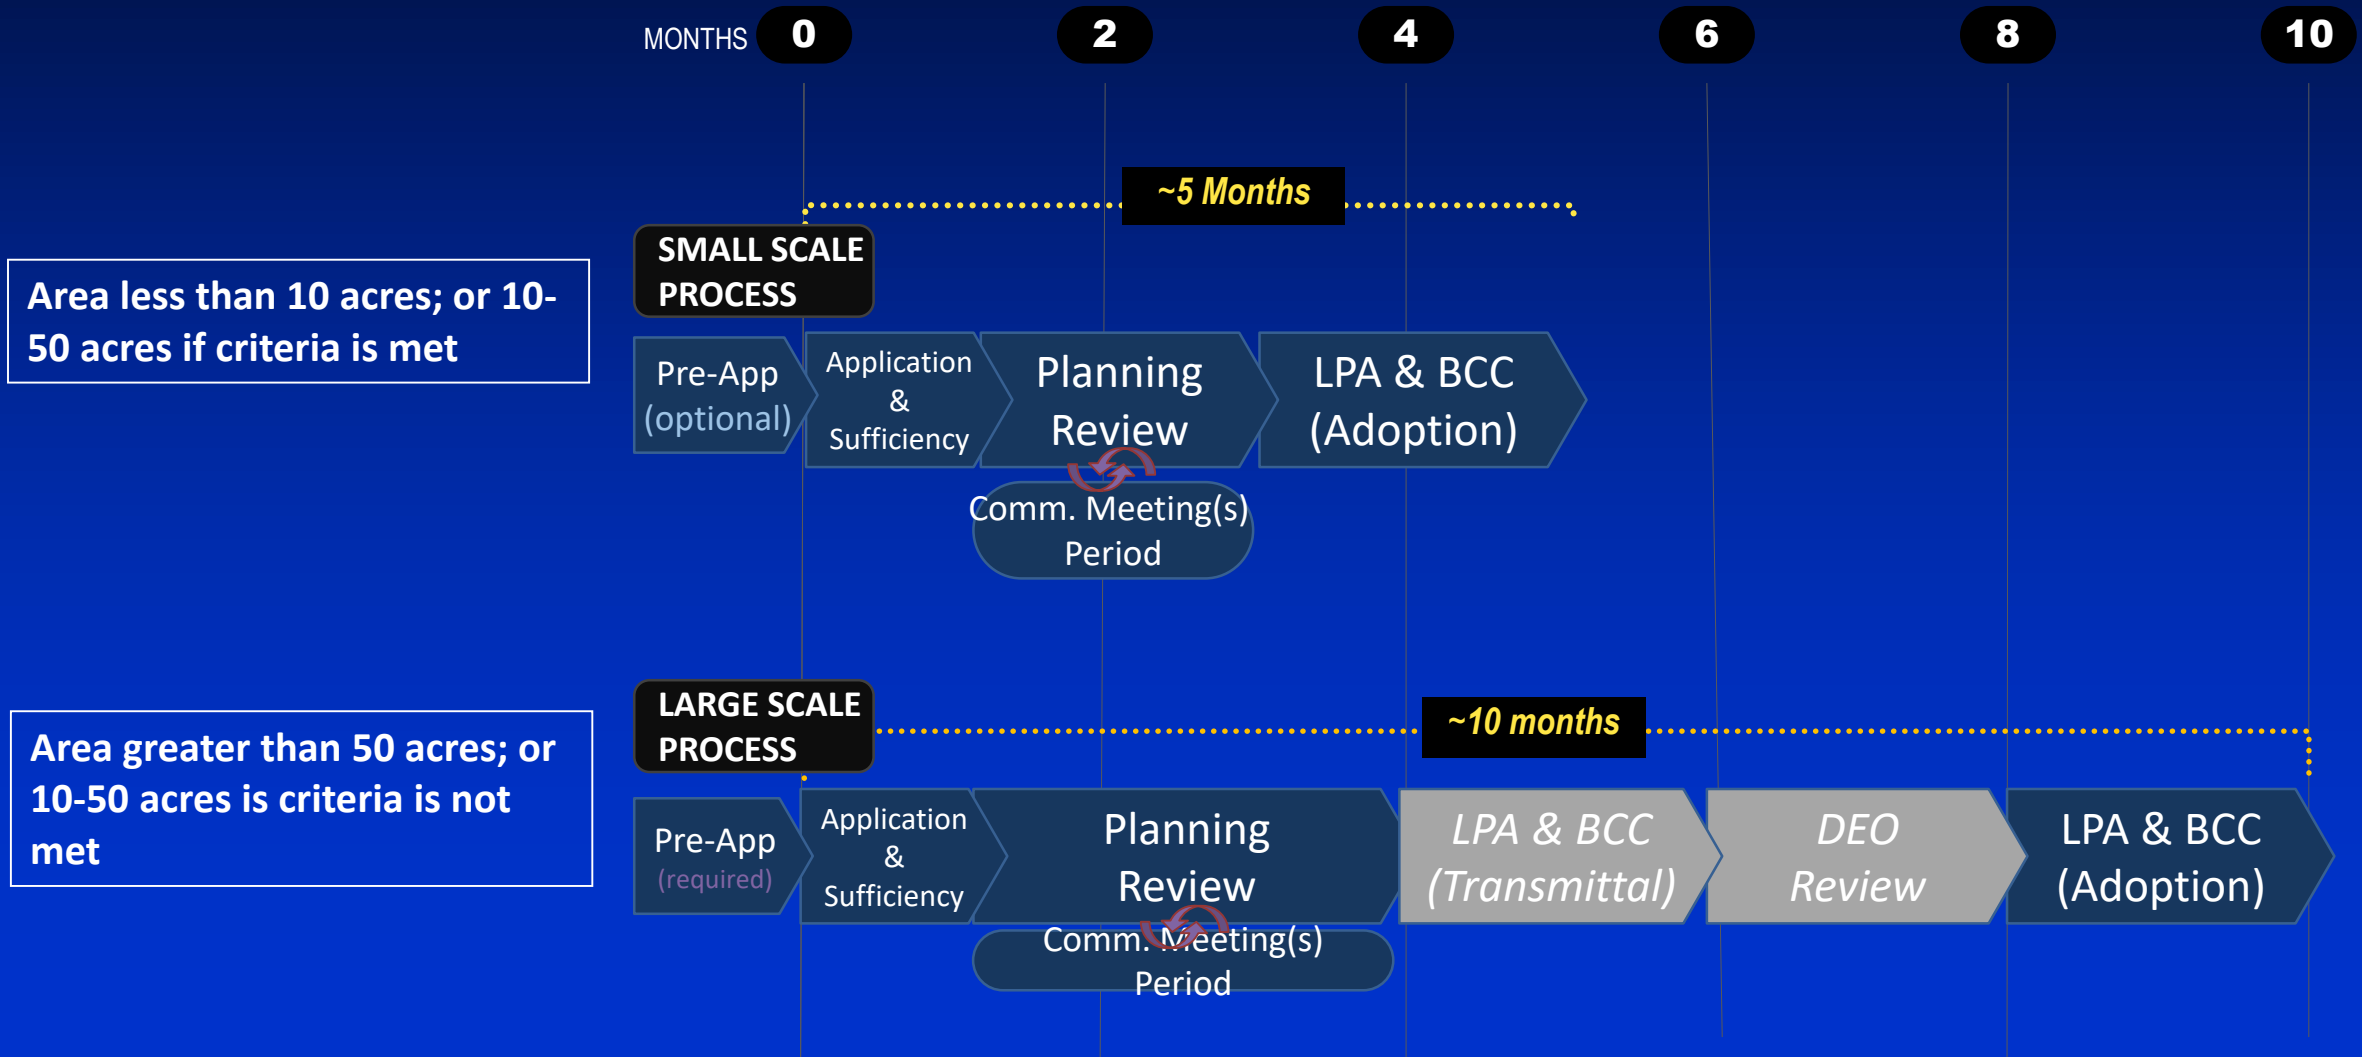 MONTHS 0 2 4 6 8 10
~5 Months
SMALL SCALE
PROCESS
Area less than 10 acres; or 10-
50 acres if criteria is met
Pre-App
(optional)
Application
&
Sufficiency
Planning
Review
LPA & BCC
(Adoption)
Comm. Meeting(s)
Period
LARGE SCALE
PROCESS
~10 months
Area greater than 50 acres; or
10-50 acres is criteria is not
met
Pre-App
(required)
Application
&
Sufficiency
Planning
Review
LPA & BCC
(Transmittal)
DEO
Review
LPA & BCC
(Adoption)
Comm. Meeting(s)
Period